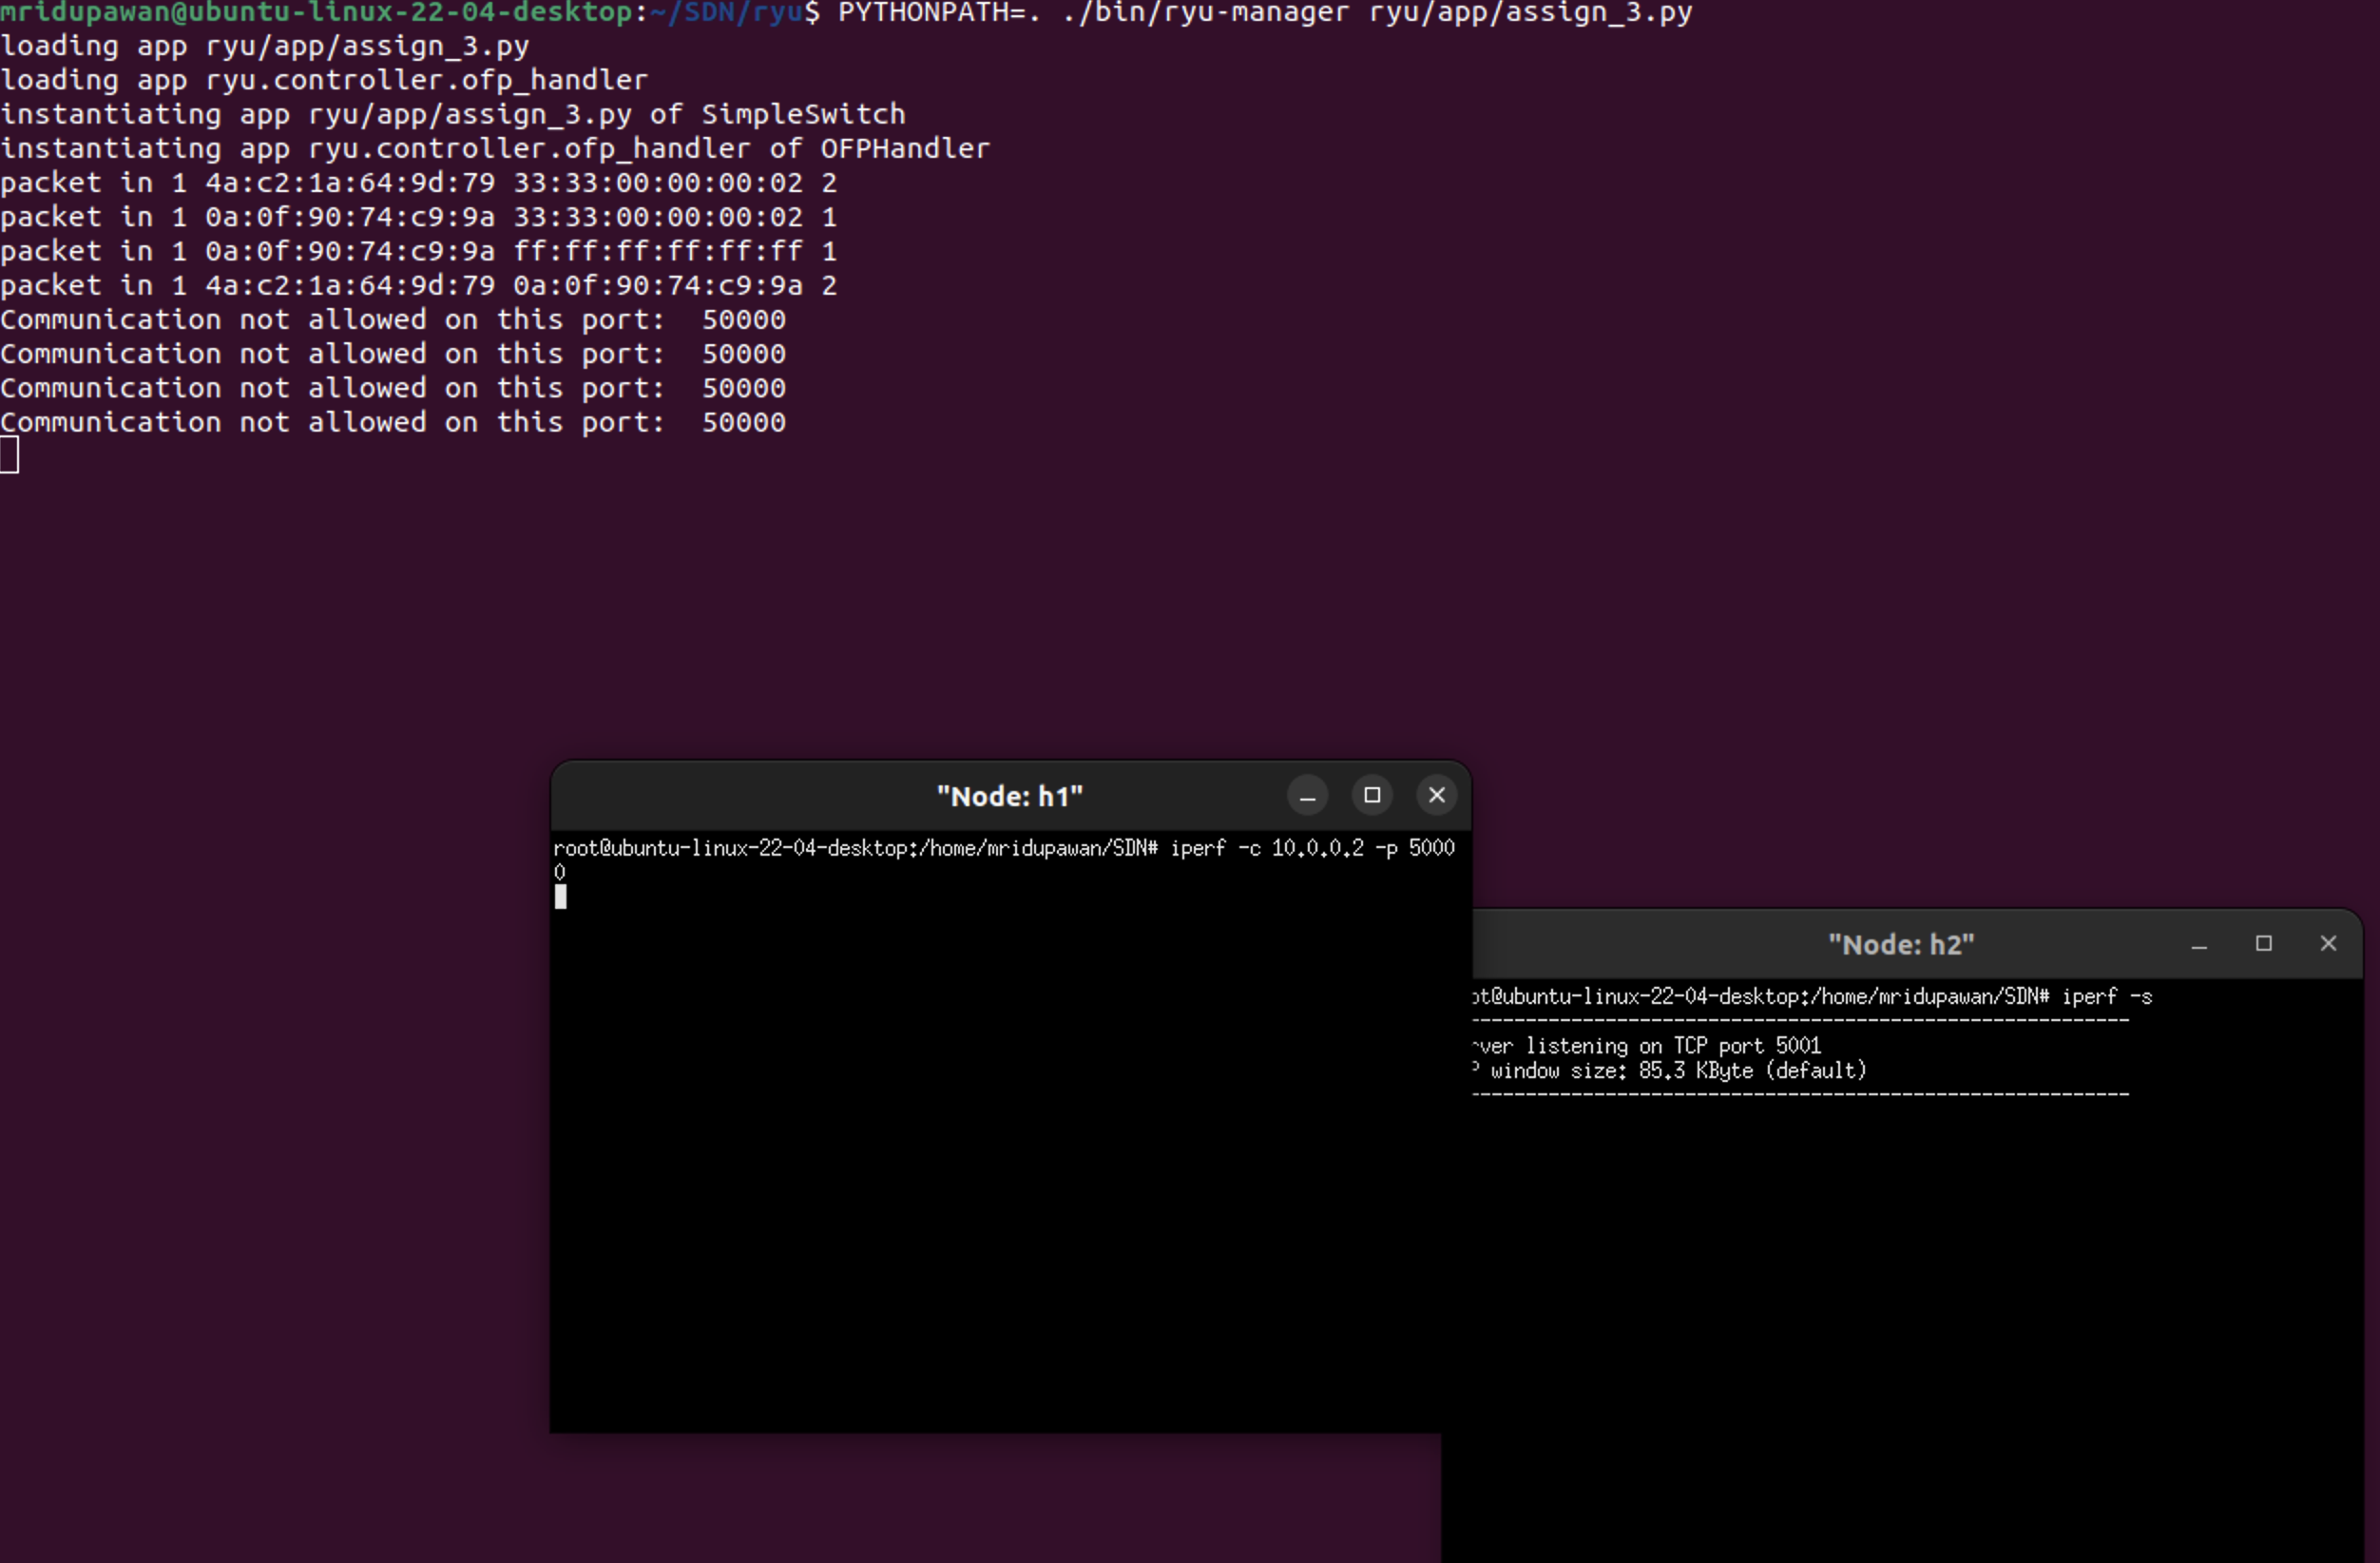 mridupawan@ubuntu-linux-22-04-desktop:~/SDN/ryu$ PYTHONPATH=. ./bin/ryu-manager ryu/app/assign_3.py
loading app ryu/app/assign_3.py
loading app ryu.controller.ofp_handler
instantiating app ryu/app/assign_3.py of SimpleSwitch
instantiating app ryu.controller.ofp_handler of OFPHandler
packet in 1 4a:c2:1a:64:9d:79 33:33:00:00:00:02 2
packet in 1 0a:0f:90:74:c9:9a 33:33:00:00:00:02 1
packet in 1 0a:0f:90:74:c9:9a ff:ff:ff:ff:ff:ff 1
packet in 1 4a:c2:1a:64:9d:79 0a:0f:90:74:c9:9a 2
Communication not allowed on this port:  50000
Communication not allowed on this port:  50000
Communication not allowed on this port:  50000
Communication not allowed on this port:  50000
"Node: h1"
root@ubuntu-linux-22-04-desktop:/home/mridupawan/SDN# iperf -c 10.0.0.2 -p 5000
0
"Node: h2"
ot@ubuntu-linux-22-04-desktop:/home/mridupawan/SDN# iperf -s
------------------------------------------------------------
rver listening on TCP port 5001
P window size: 85.3 KByte (default)
------------------------------------------------------------